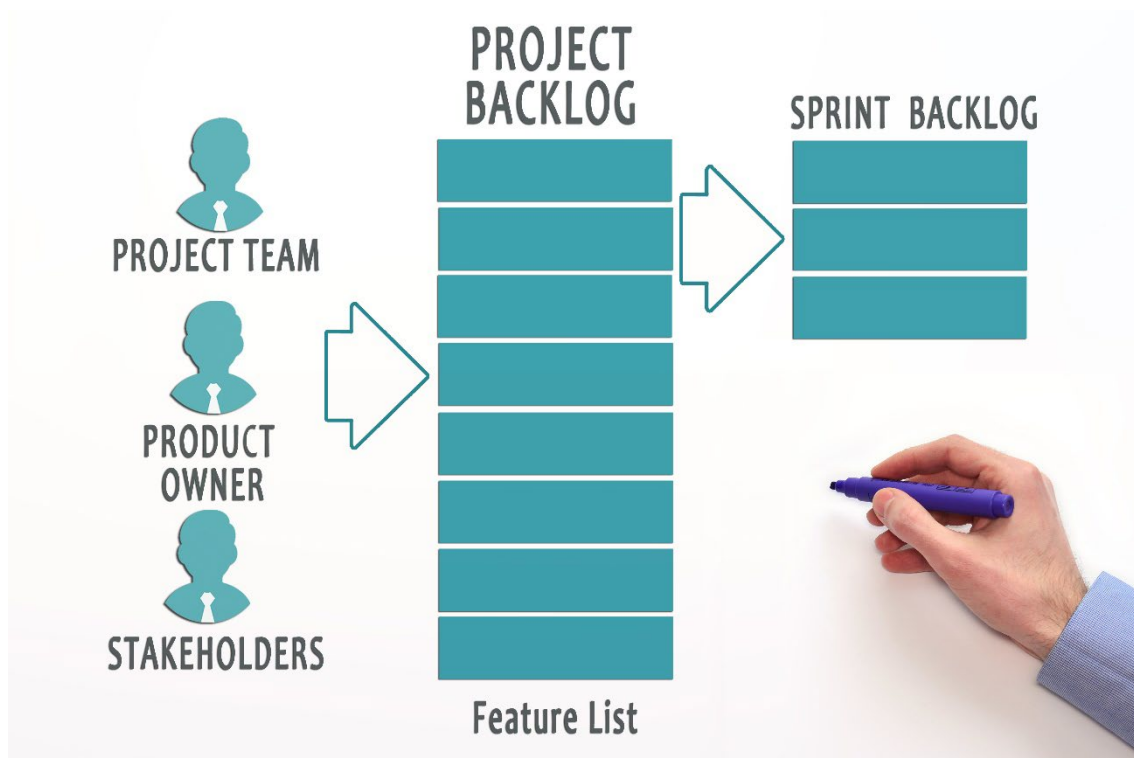 PROJECT
BACKLOG
SPRINT BACKLOG
PROJECT TEAM
PRODUCT
OWNER
STAKEHOLDERS
Feature List